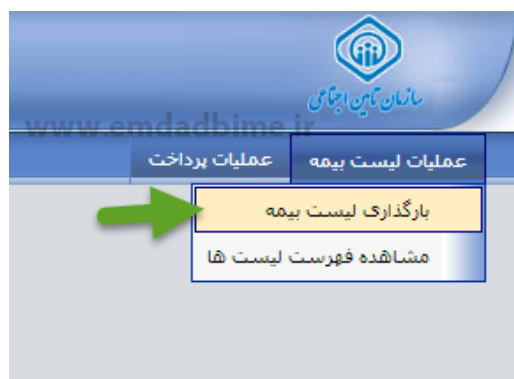 سازمان تأمین اجتماعی
www.emdadbime.ir
عملیات لیست بیمه عملیات پرداخت
بارگذاری لیست بیمه
مشاهده فهرست لیست ها